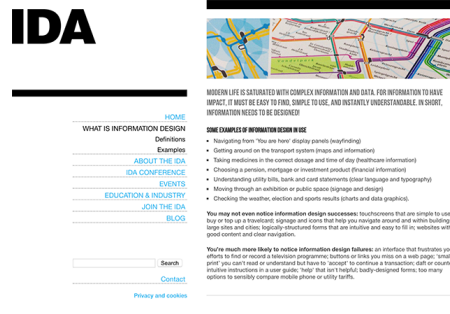 IDA
HOME
WHAT IS INFORMATION DESIGN
Definitions
Examples
ABOUT THE IDA
IDA CONFERENCE
EVENTS
EDUCATION & INDUSTRY
JOIN THE IDA
BLOG
Search
Contact
Privacy and cookies
MODERN LIFE IS SATURATED WITH COMPLEX INFORMATION AND DATA. FOR INFORMATION TO HAVE
IMPACT, IT MUST BE EASY TO FIND, SIMPLE TO USE, AND INSTANTLY UNDERSTANDABLE. IN SHORT,
INFORMATION NEEDS TO BE DESIGNED!
SOME EXAMPLES OF INFORMATION DESIGN IN USE
• Navigating from 'You are here' display panels (wayfinding)
• Getting around on the transport system (maps and information)
• Taking medicines in the correct dosage and time of day (healthcare information)
• Choosing a pension, mortgage or investment product (financial information)
• Understanding utility bills, bank and card statements (clear language and typography)
• Moving through an exhibition or public space (signage and design)
• Checking the weather, election and sports results (charts and data graphics).
You may not even notice information design successes: touchscreens that are simple to use
buy or top up a travelcard; signage and icons that help you navigate around and within building
large sites and cities; logically-structured forms that are intuitive and easy to fill in; websites wit
good content and clear navigation.
You're much more likely to notice information design failures: an interface that frustrates yo
efforts to find or record a television programme; buttons or links you miss on a web page; 'smal
print' you can't read or understand but have to 'accept' to continue a transaction; daft or count
intuitive instructions in a user guide; 'help' that isn't helpful; badly-designed forms; too many
options to sensibly compare mobile phone or utility tariffs.